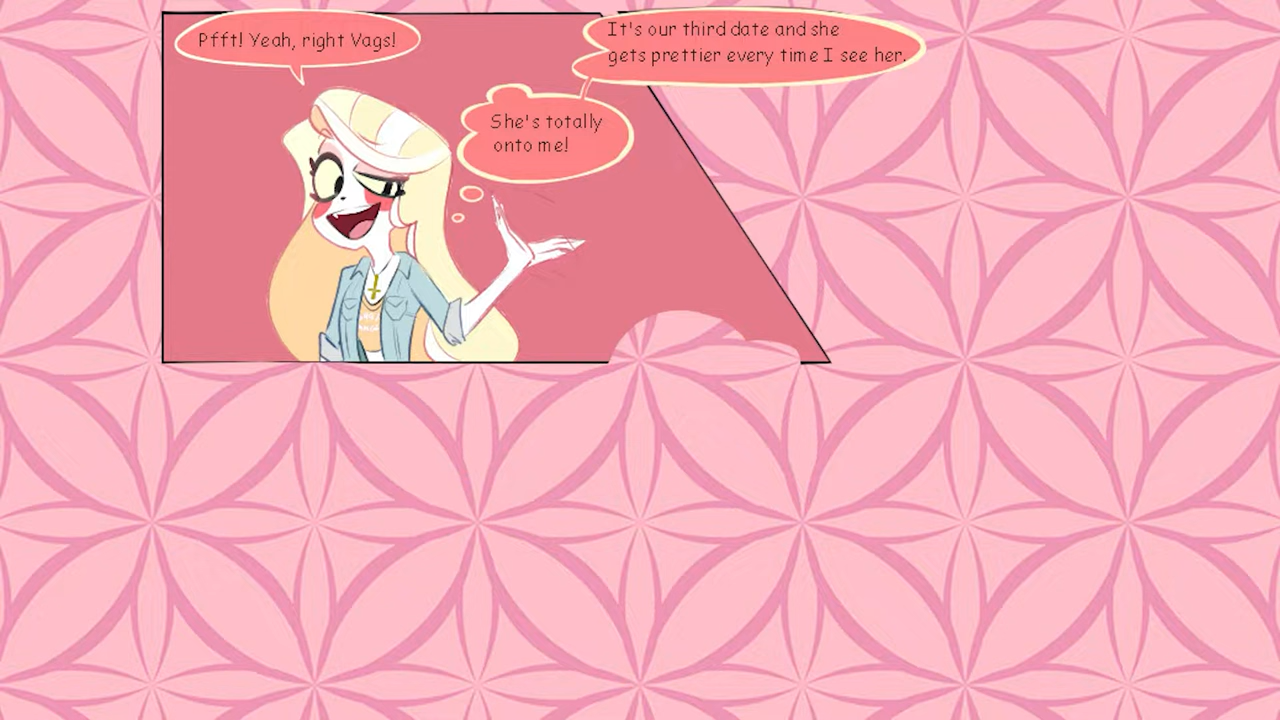 Pfft! Yeah, right Vags!
She's totally
onto me!
It's our third date and she
gets prettier every time I see her.